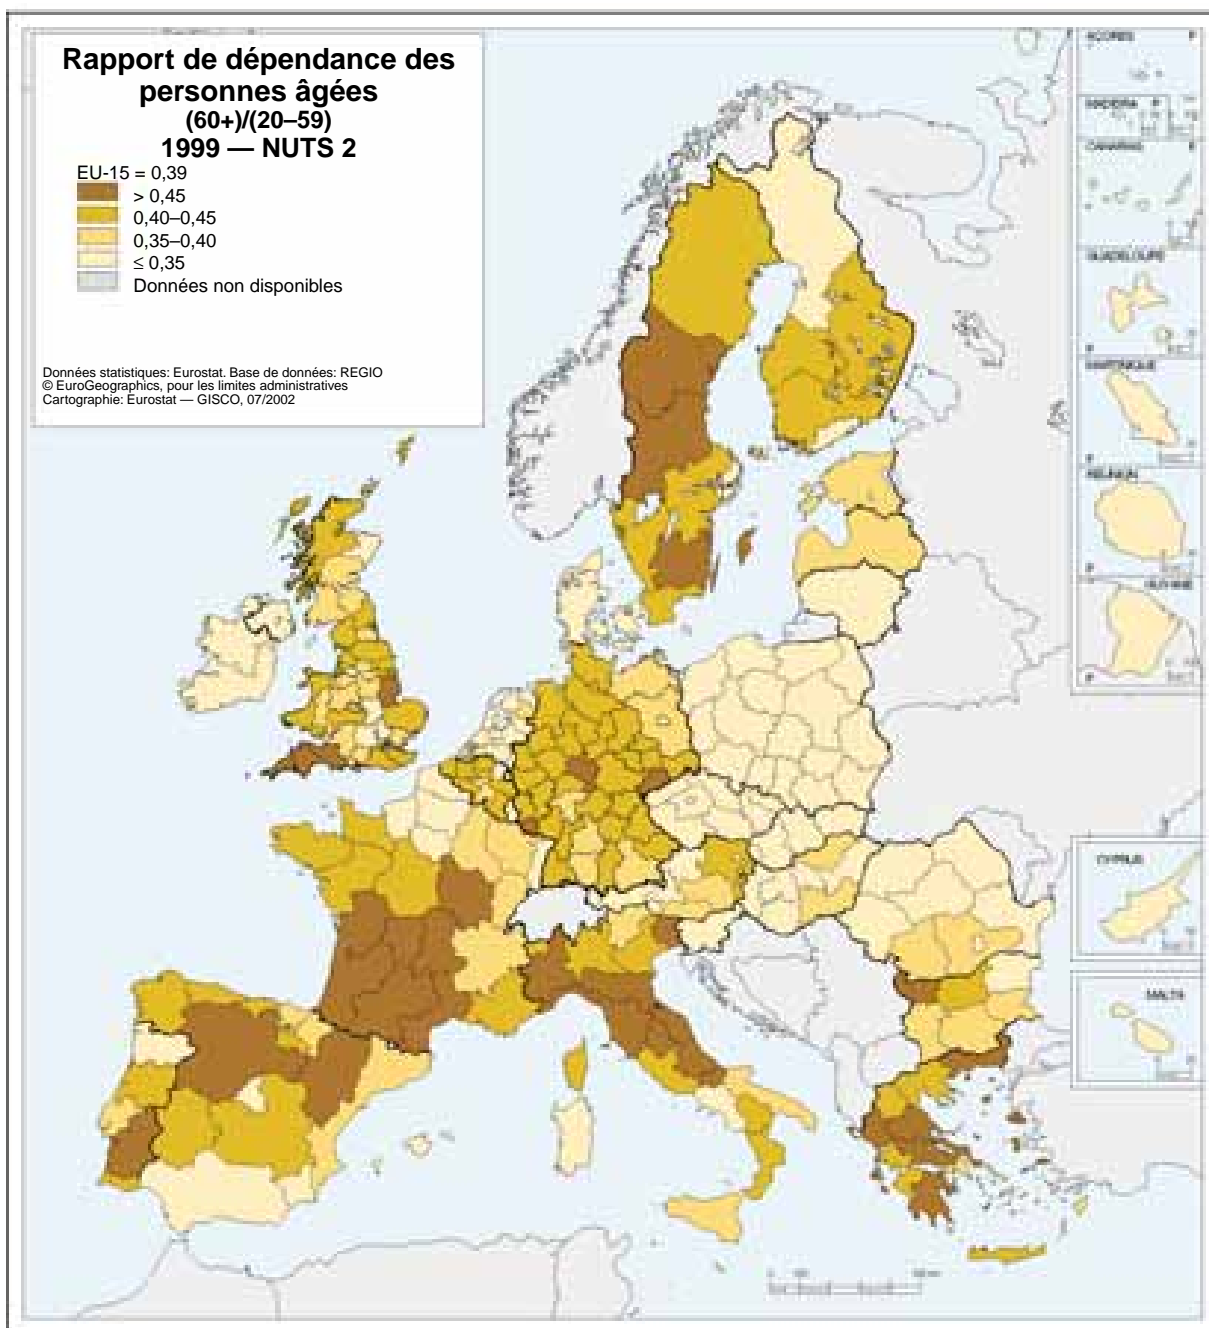 Rapport de dépendance des
personnes âgées
(60+)/(20–59)
1999 — NUTS 2
EU-15 = 0,39
> 0,45
0,40–0,45
0,35–0,40
≤ 0,35
Données non disponibles
Données statistiques: Eurostat. Base de données: REGIO
© EuroGeographics, pour les limites administratives
Cartographie: Eurostat — GISCO, 07/2002
AÇORES
MADEIRA
CANARIAS
GUADELOUPE
MARTINIQUE
RÉUNION
GUYANE
CYPRUS
MALTA